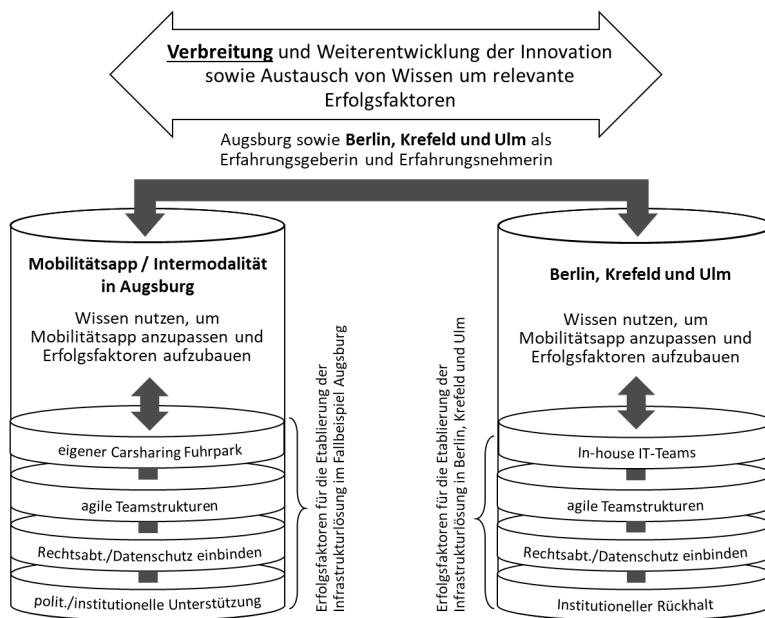 Verbreitung und Weiterentwicklung der Innovation
sowie Austausch von Wissen um relevante
Erfolgsfaktoren
Augsburg sowie Berlin, Krefeld und Ulm als
Erfahrungsgeberin und Erfahrungsnehmerin
Mobilitätsapp / Intermodalität
in Augsburg
Wissen nutzen, um
Mobilitätsapp anzupassen und
Erfolgsfaktoren aufzubauen
eigener Carsharing Fuhrpark
agile Teamstrukturen
Rechtsabt./Datenschutz einbinden
polit./institutionelle Unterstützung
Erfolgsfaktoren für die Etablierung der
Infrastrukturlösung im Fallbeispiel Augsburg
Erfolgsfaktoren für die Etablierung der
Infrastrukturlösung in Berlin, Krefeld und Ulm
Berlin, Krefeld und Ulm
Wissen nutzen, um
Mobilitätsapp anzupassen und
Erfolgsfaktoren aufzubauen
In-house IT-Teams
agile Teamstrukturen
Rechtsabt./Datenschutz einbinden
Institutioneller Rückhalt